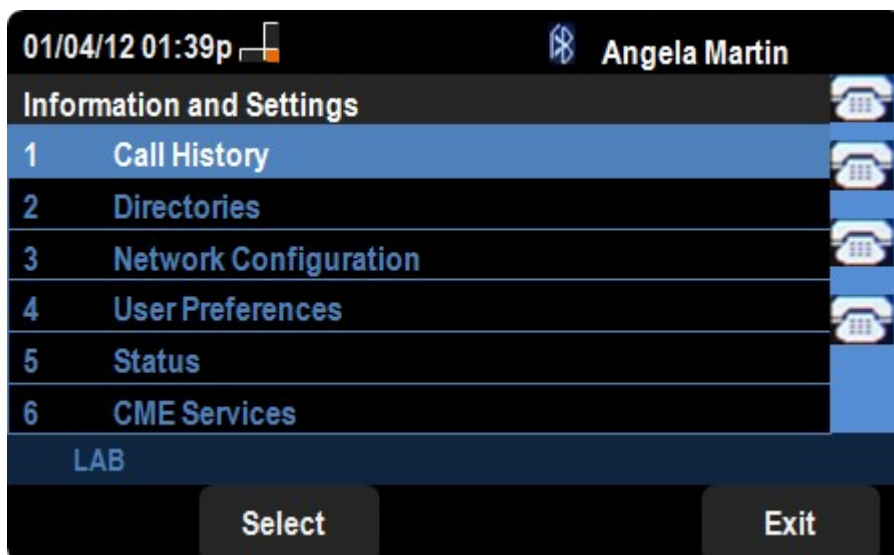 01/04/12 01:39p Angela Martin
Information and Settings
1 Call History
2 Directories
3 Network Configuration
4 User Preferences
5 Status
6 CME Services
LAB
Select Exit